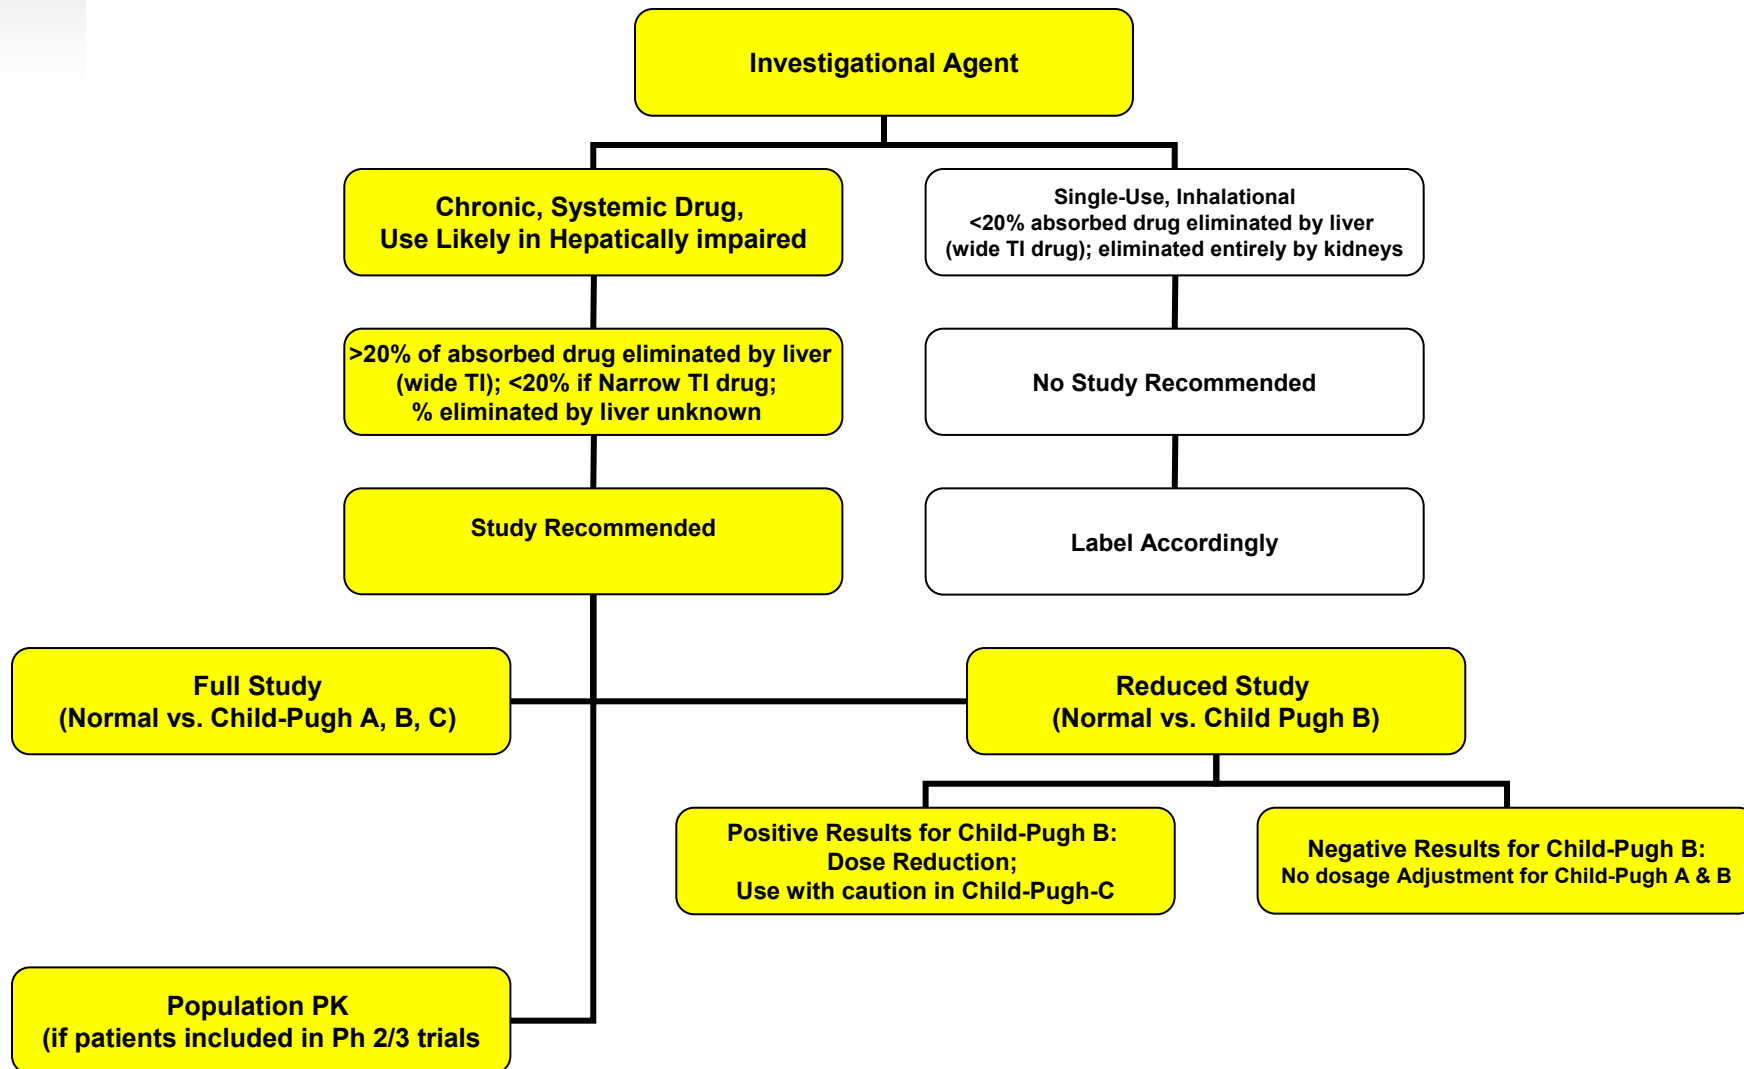 Investigational Agent
Chronic, Systemic Drug,
Use Likely in Hepatically impaired
Single-Use, Inhalational
<20% absorbed drug eliminated by liver
(wide TI drug); eliminated entirely by kidneys
>20% of absorbed drug eliminated by liver
(wide TI); <20% if Narrow TI drug;
% eliminated by liver unknown
No Study Recommended
Study Recommended
Label Accordingly
Full Study
(Normal vs. Child-Pugh A, B, C)
Reduced Study
(Normal vs. Child Pugh B)
Positive Results for Child-Pugh B:
Dose Reduction;
Use with caution in Child-Pugh-C
Negative Results for Child-Pugh B:
No dosage Adjustment for Child-Pugh A & B
Population PK
(if patients included in Ph 2/3 trials